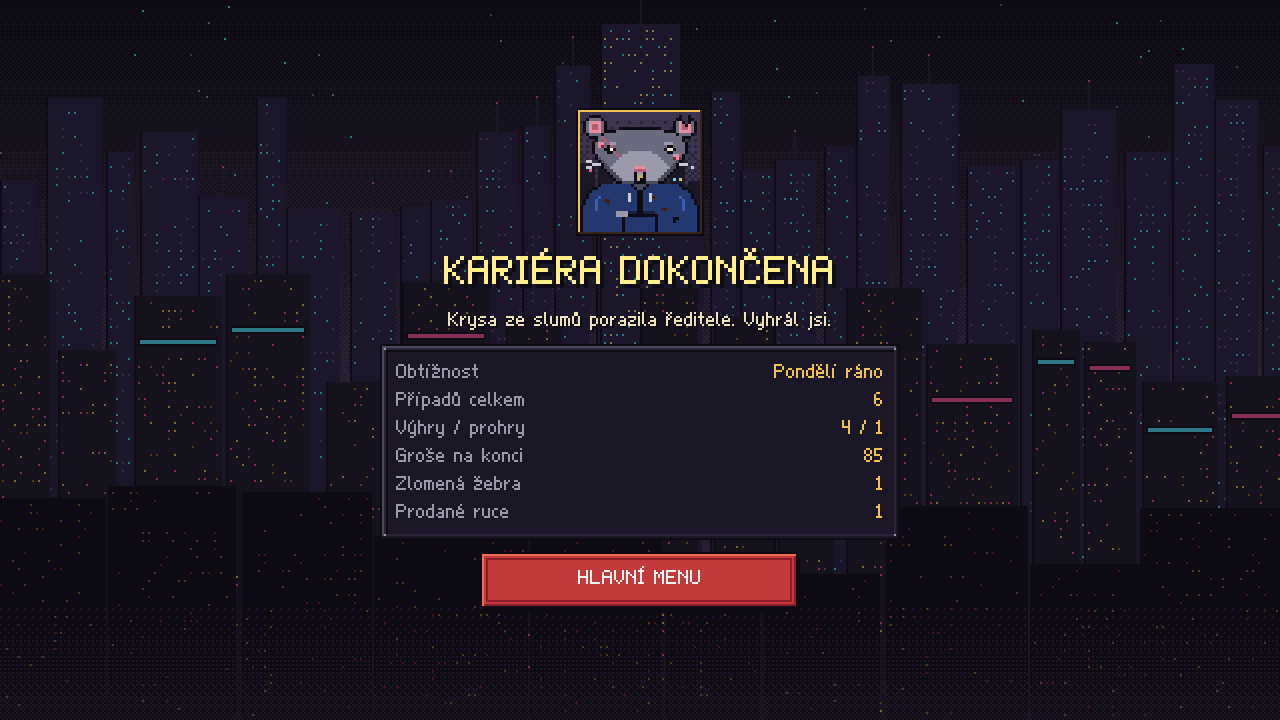 KARIÉRA DOKONČENA
Krysa ze slumů porazila ředitele. Vyhrál jsi.
Obtížnost Pondělí ráno
Případů celkem 6
Výhry / prohry 4 / 1
Groše na konci 85
Zlomená žebra 1
Prodané ruce 1
HLAVNÍ MENU